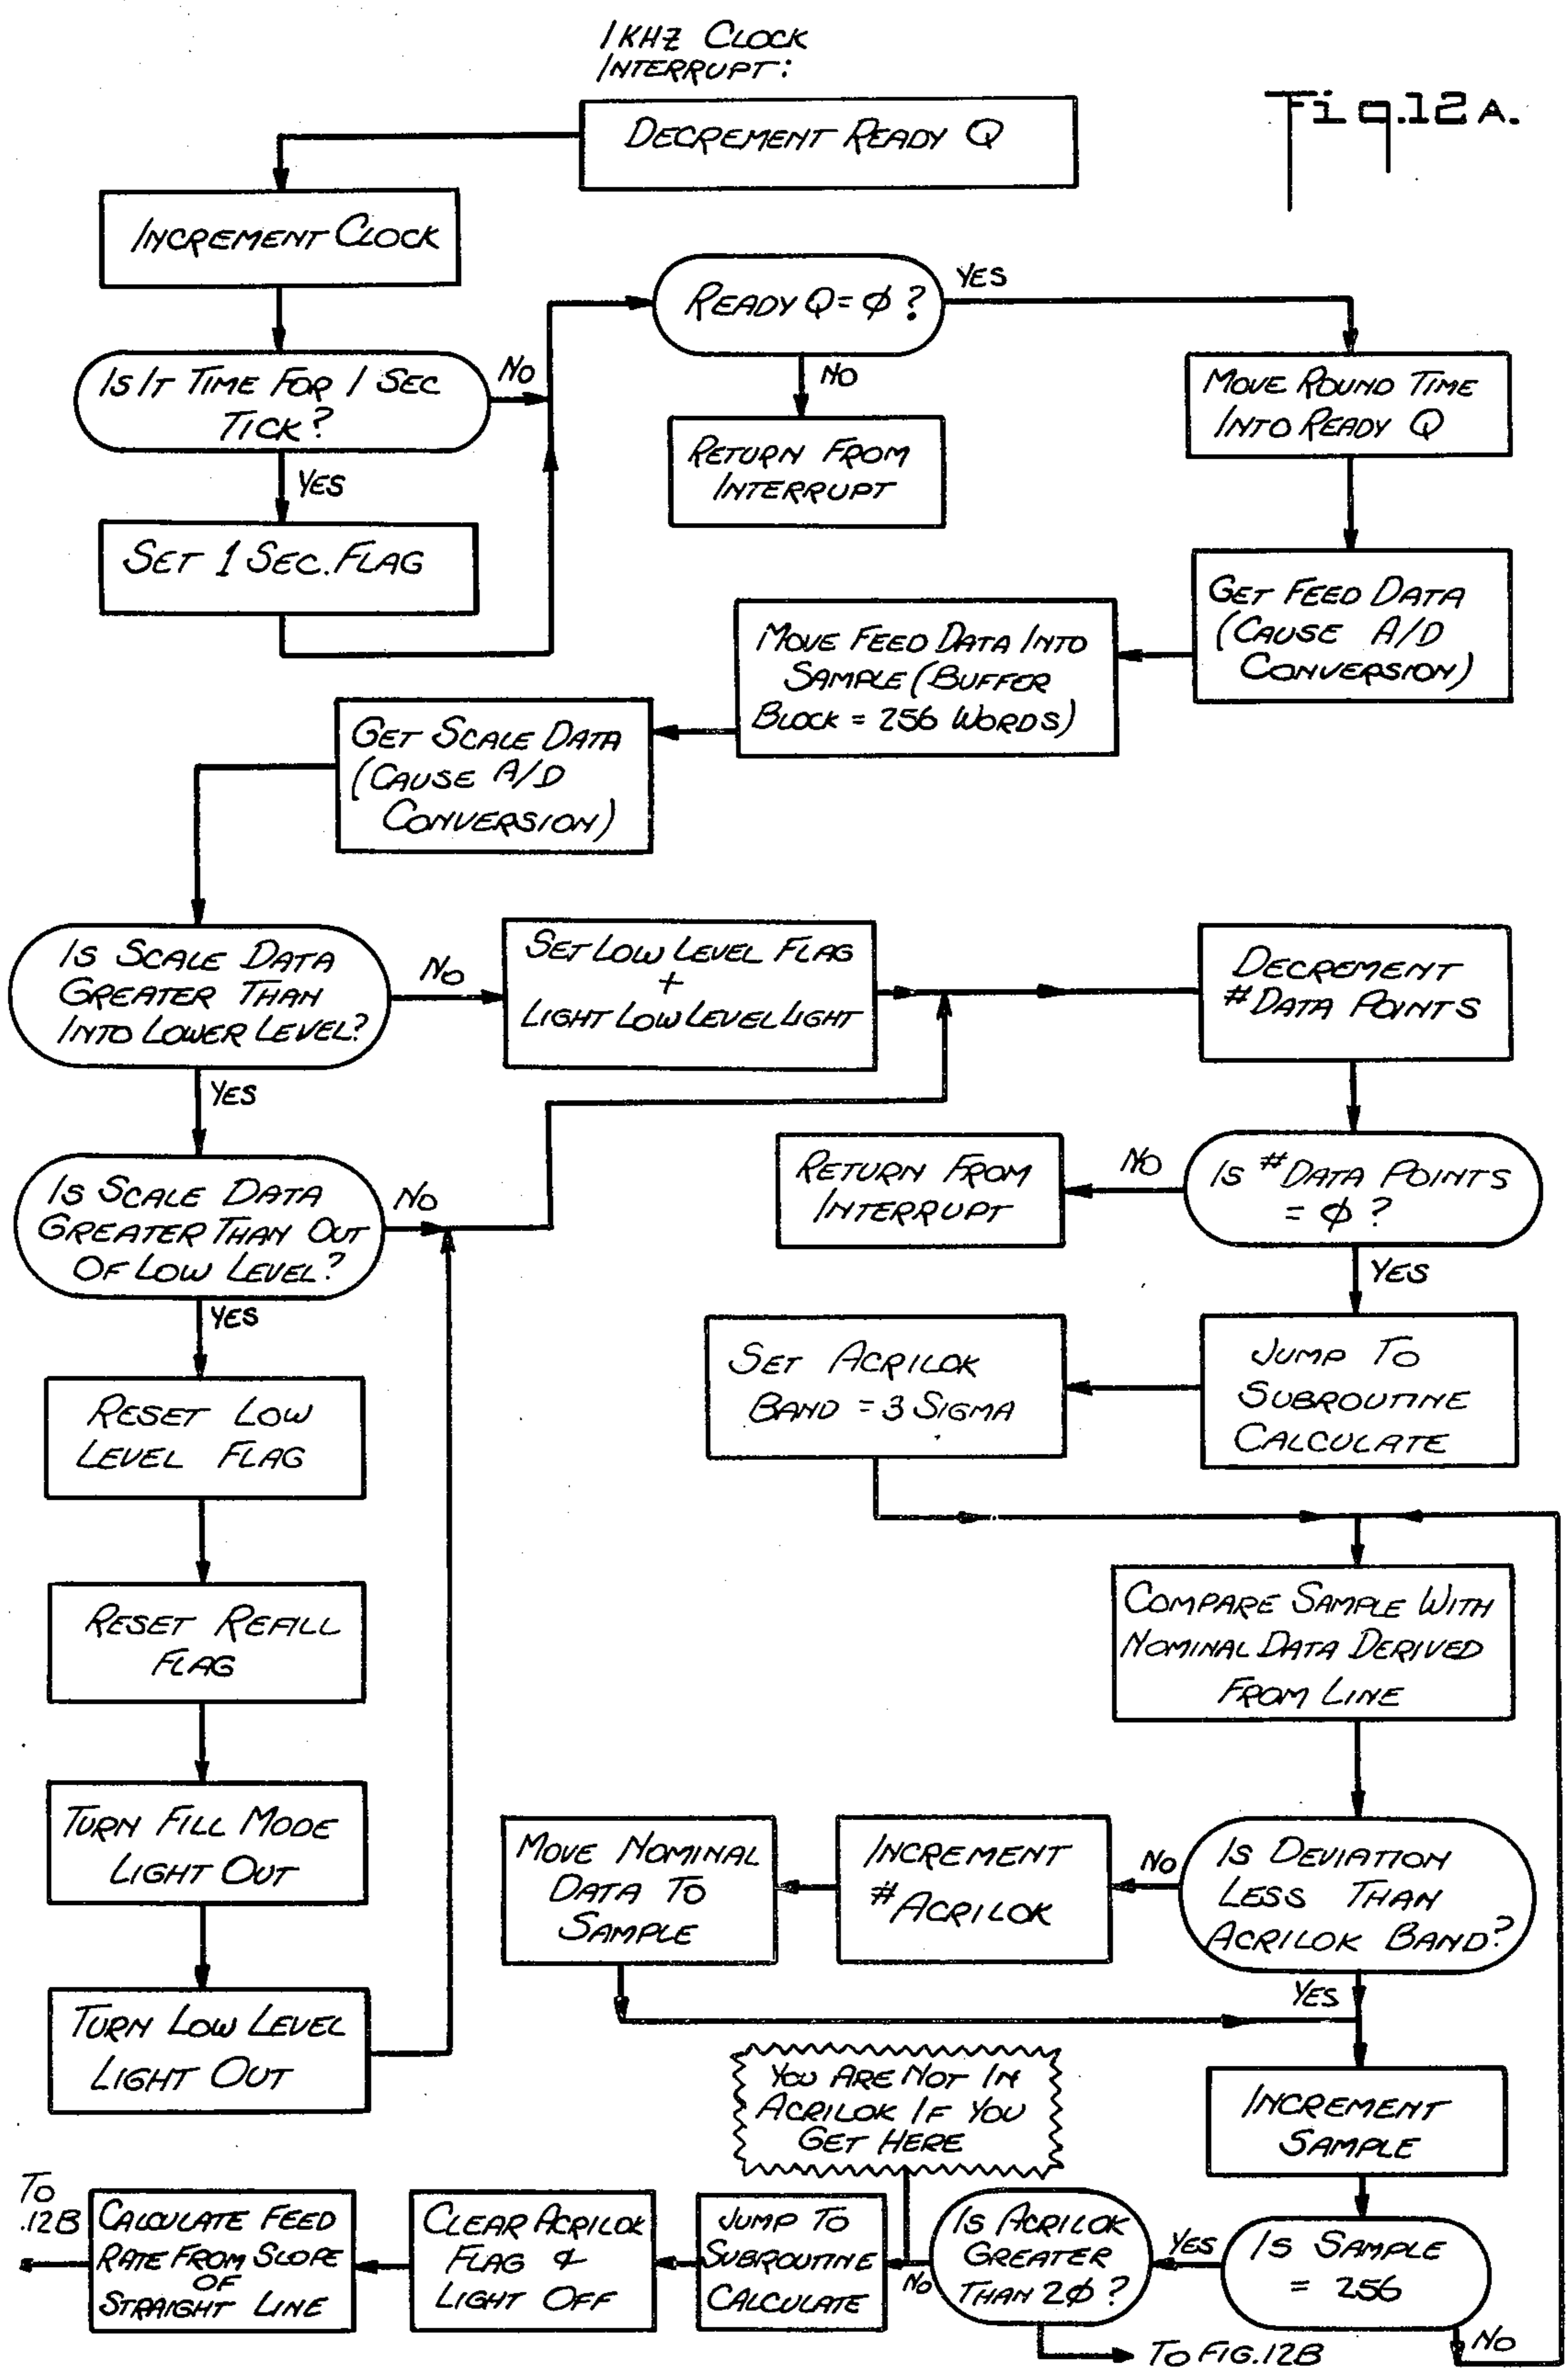 1KHZ CLOCK
INTERRUPT:
Fig.12A.
DECREMENT READY Q
INCREMENT CLOCK
IS IT TIME FOR 1 SEC
TICK?
NO
YES
SET 1 SEC. FLAG
READY Q = φ ?
YES
NO
RETURN FROM
INTERRUPT
MOVE ROUND TIME
INTO READY Q
GET FEED DATA
(CAUSE A/D
CONVERSION)
MOVE FEED DATA INTO
SAMPLE (BUFFER
BLOCK = 256 WORDS)
GET SCALE DATA
(CAUSE A/D
CONVERSION)
IS SCALE DATA
GREATER THAN
INTO LOWER LEVEL?
NO
YES
SET LOW LEVEL FLAG
+
LIGHT LOW LEVEL LIGHT
DECREMENT
#DATA POINTS
IS SCALE DATA
GREATER THAN OUT
OF LOW LEVEL?
NO
YES
RETURN FROM
INTERRUPT
NO
IS #DATA POINTS
= φ ?
YES
RESET LOW
LEVEL FLAG
SET ACRILOK
BAND = 3 SIGMA
JUMP TO
SUBROUTINE
CALCULATE
RESET REFILL
FLAG
COMPARE SAMPLE WITH
NOMINAL DATA DERIVED
FROM LINE
TURN FILL MODE
LIGHT OUT
MOVE NOMINAL
DATA TO
SAMPLE
INCREMENT
#ACRILOK
NO
IS DEVIATION
LESS THAN
ACRILOK BAND?
YES
TURN LOW LEVEL
LIGHT OUT
YOU ARE NOT IN
ACRILOK IF YOU
GET HERE
INCREMENT
SAMPLE
TO
.12B
CALCULATE FEED
RATE FROM SLOPE
OF
STRAIGHT LINE
CLEAR ACRILOK
FLAG &
LIGHT OFF
JUMP TO
SUBROUTINE
CALCULATE
NO
IS ACRILOK
GREATER
THAN 2φ ?
YES
IS SAMPLE
= 256
NO
TO FIG.12B